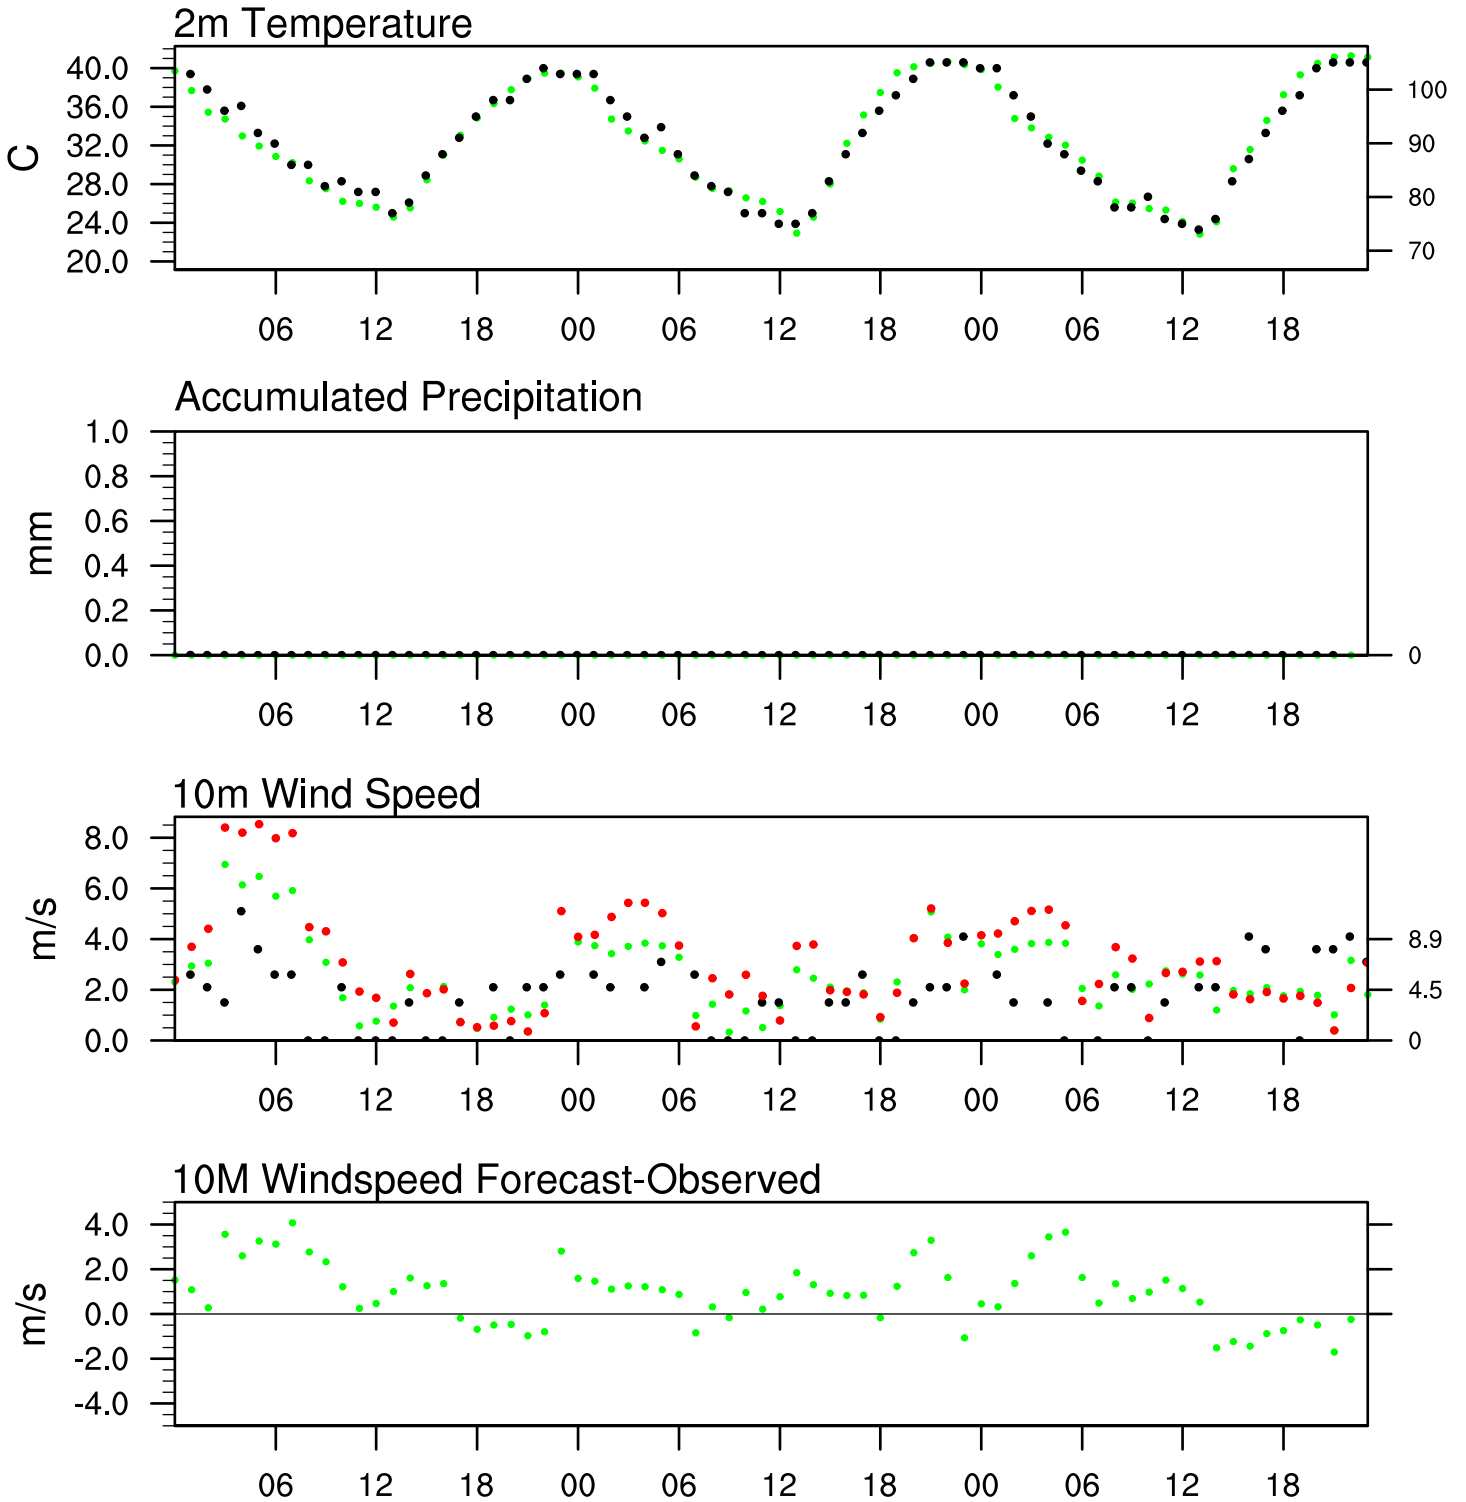 2m Temperature
40.0
36.0
32.0
28.0
24.0
20.0
C
100
90
80
70
06 12 18 00 06 12 18 00 06 12 18
Accumulated Precipitation
1.0
0.8
0.6
0.4
0.2
0.0
mm
0
06 12 18 00 06 12 18 00 06 12 18
10m Wind Speed
8.0
6.0
4.0
2.0
0.0
m/s
8.9
4.5
0
06 12 18 00 06 12 18 00 06 12 18
10M Windspeed Forecast-Observed
4.0
2.0
0.0
-2.0
-4.0
m/s
06 12 18 00 06 12 18 00 06 12 18